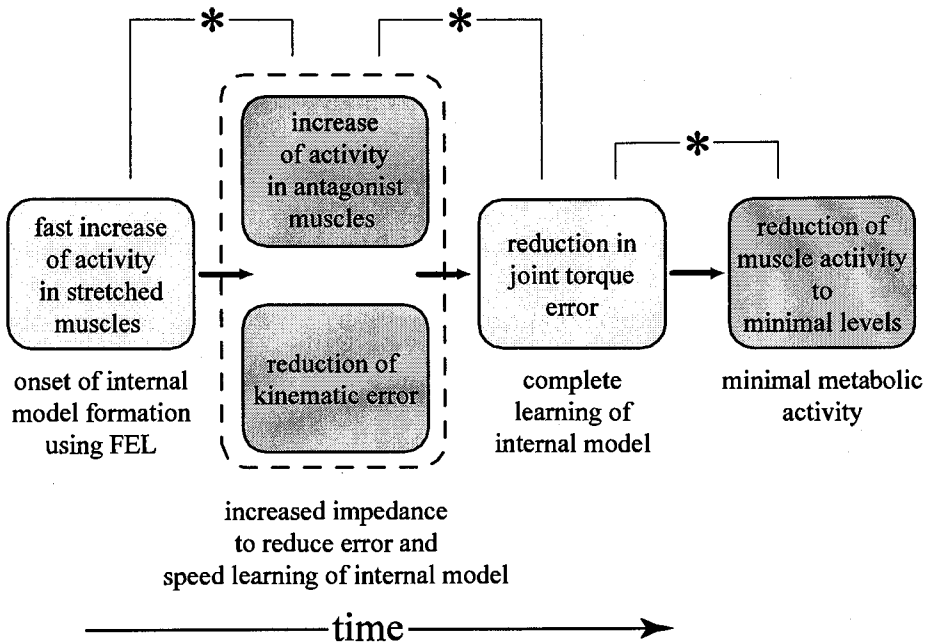 *
*
*
fast increase
of activity
in stretched
muscles
onset of internal
model formation
using FEL
increase
of activity
in antagonist
muscles
reduction of
kinematic error
increased impedance
to reduce error and
speed learning of internal model
reduction in
joint torque
error
complete
learning of
internal model
reduction of
muscle actiivity
to
minimal levels
minimal metabolic
activity
time